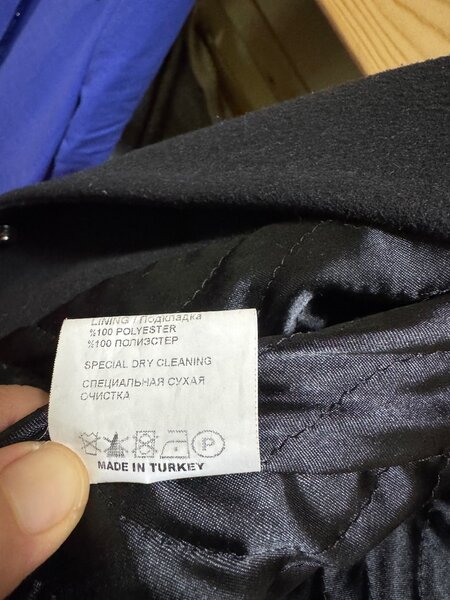 LINING / Подкладка
%100 POLYESTER
%100 ПОЛИЭСТЕР
SPECIAL DRY CLEANING
СПЕЦИАЛЬНАЯ СУХАЯ
ОЧИСТКА
P
MADE IN TURKEY